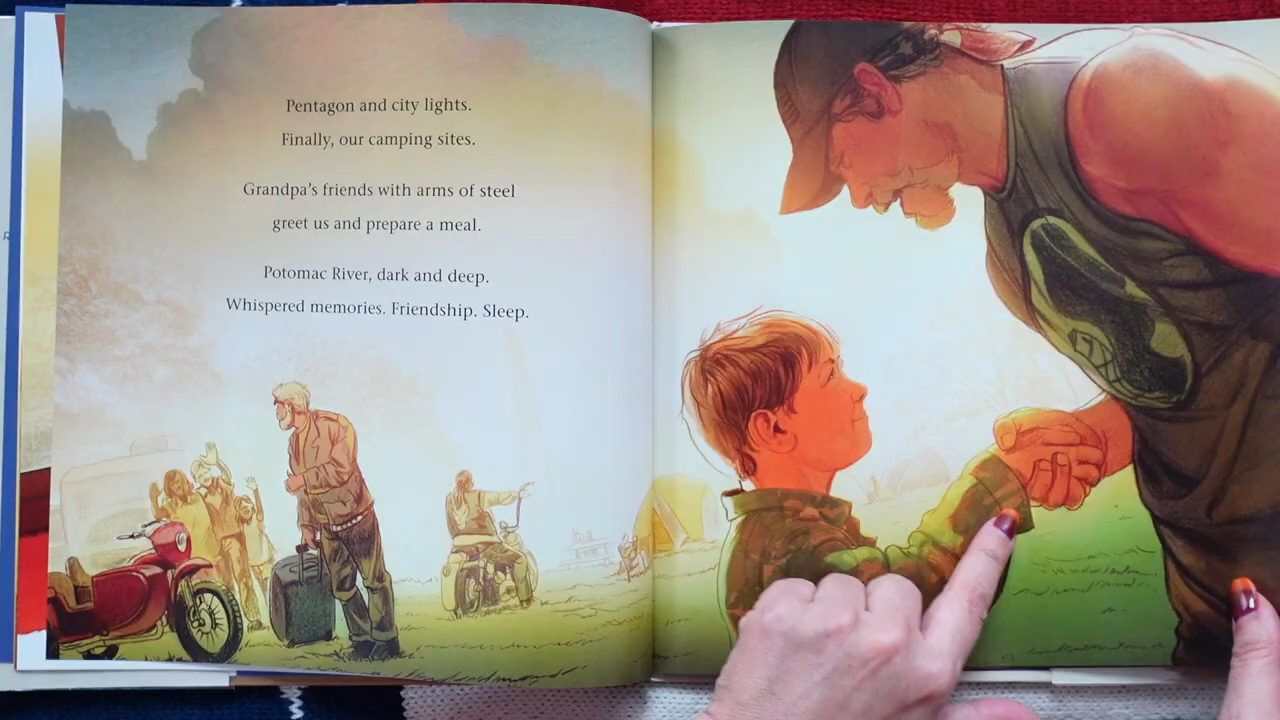 Pentagon and city lights.
Finally, our camping sites.
Grandpa's friends with arms of steel
greet us and prepare a meal.
Potomac River, dark and deep.
Whispered memories. Friendship. Sleep.